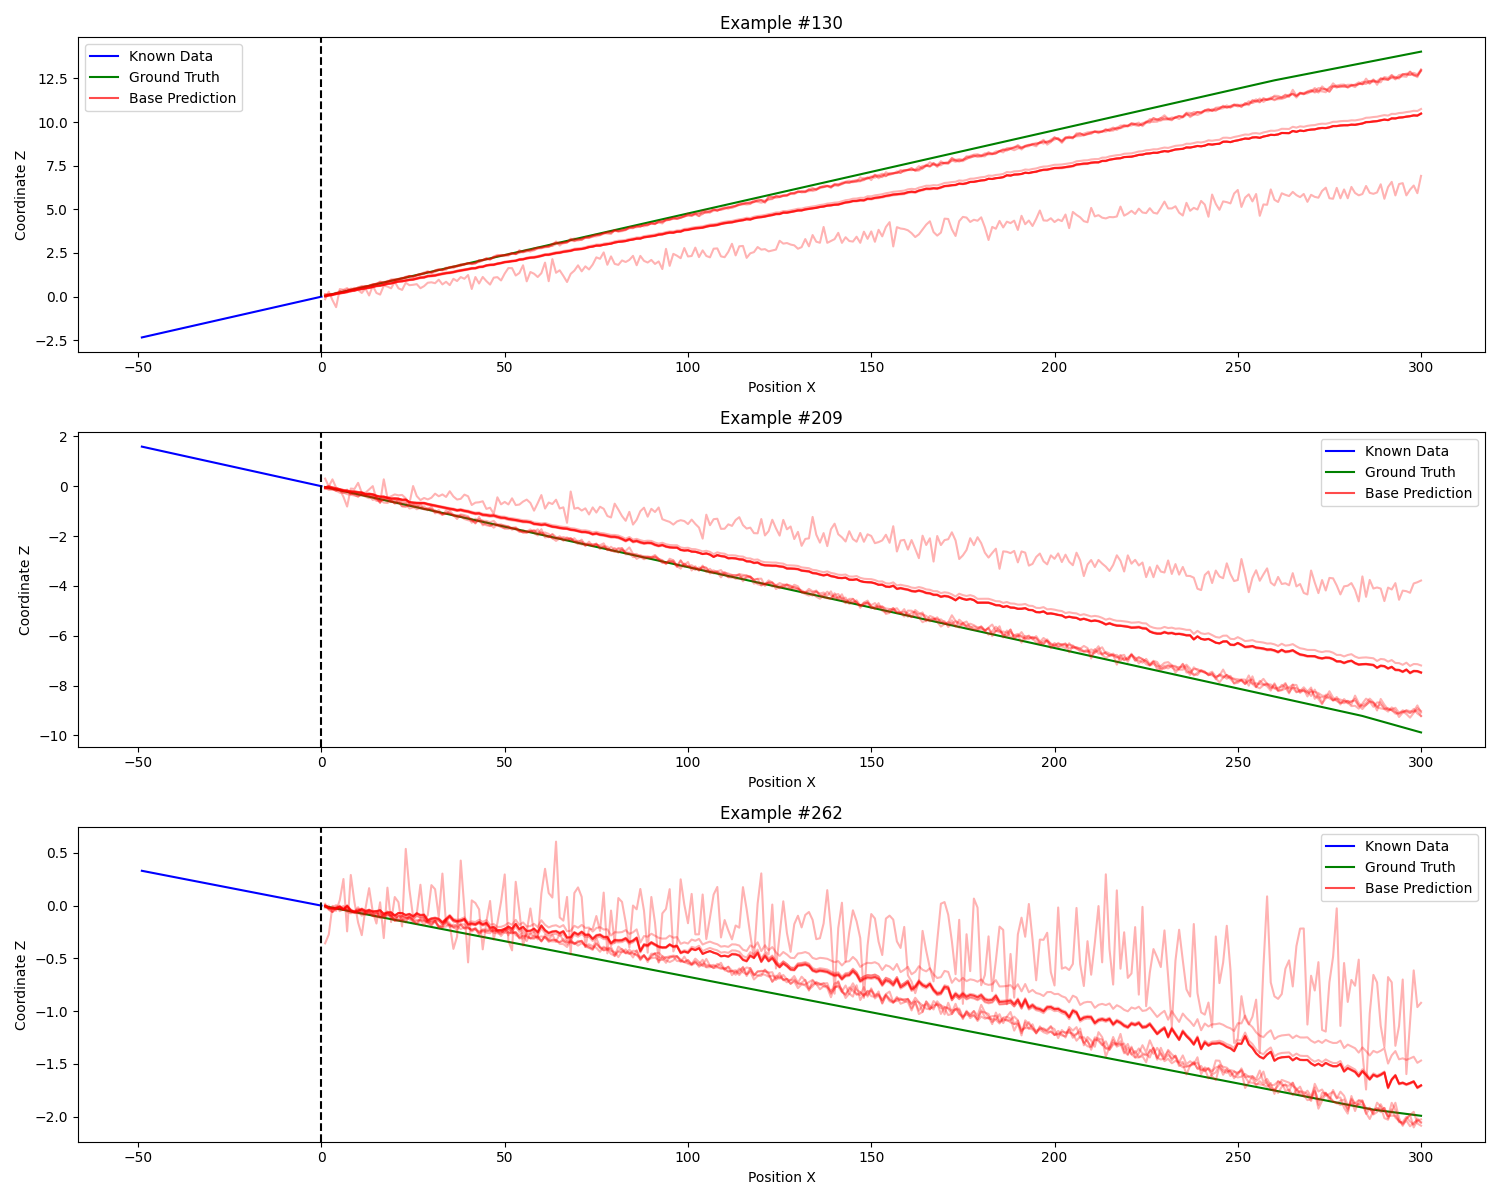 Example #130
Known Data
Ground Truth
Base Prediction
Coordinate Z
12.5
10.0
7.5
5.0
2.5
0.0
−2.5
−50 0 50 100 150 200 250 300
Position X
Example #209
Known Data
Ground Truth
Base Prediction
Coordinate Z
2
0
−2
−4
−6
−8
−10
−50 0 50 100 150 200 250 300
Position X
Example #262
Known Data
Ground Truth
Base Prediction
Coordinate Z
0.5
0.0
−0.5
−1.0
−1.5
−2.0
−50 0 50 100 150 200 250 300
Position X